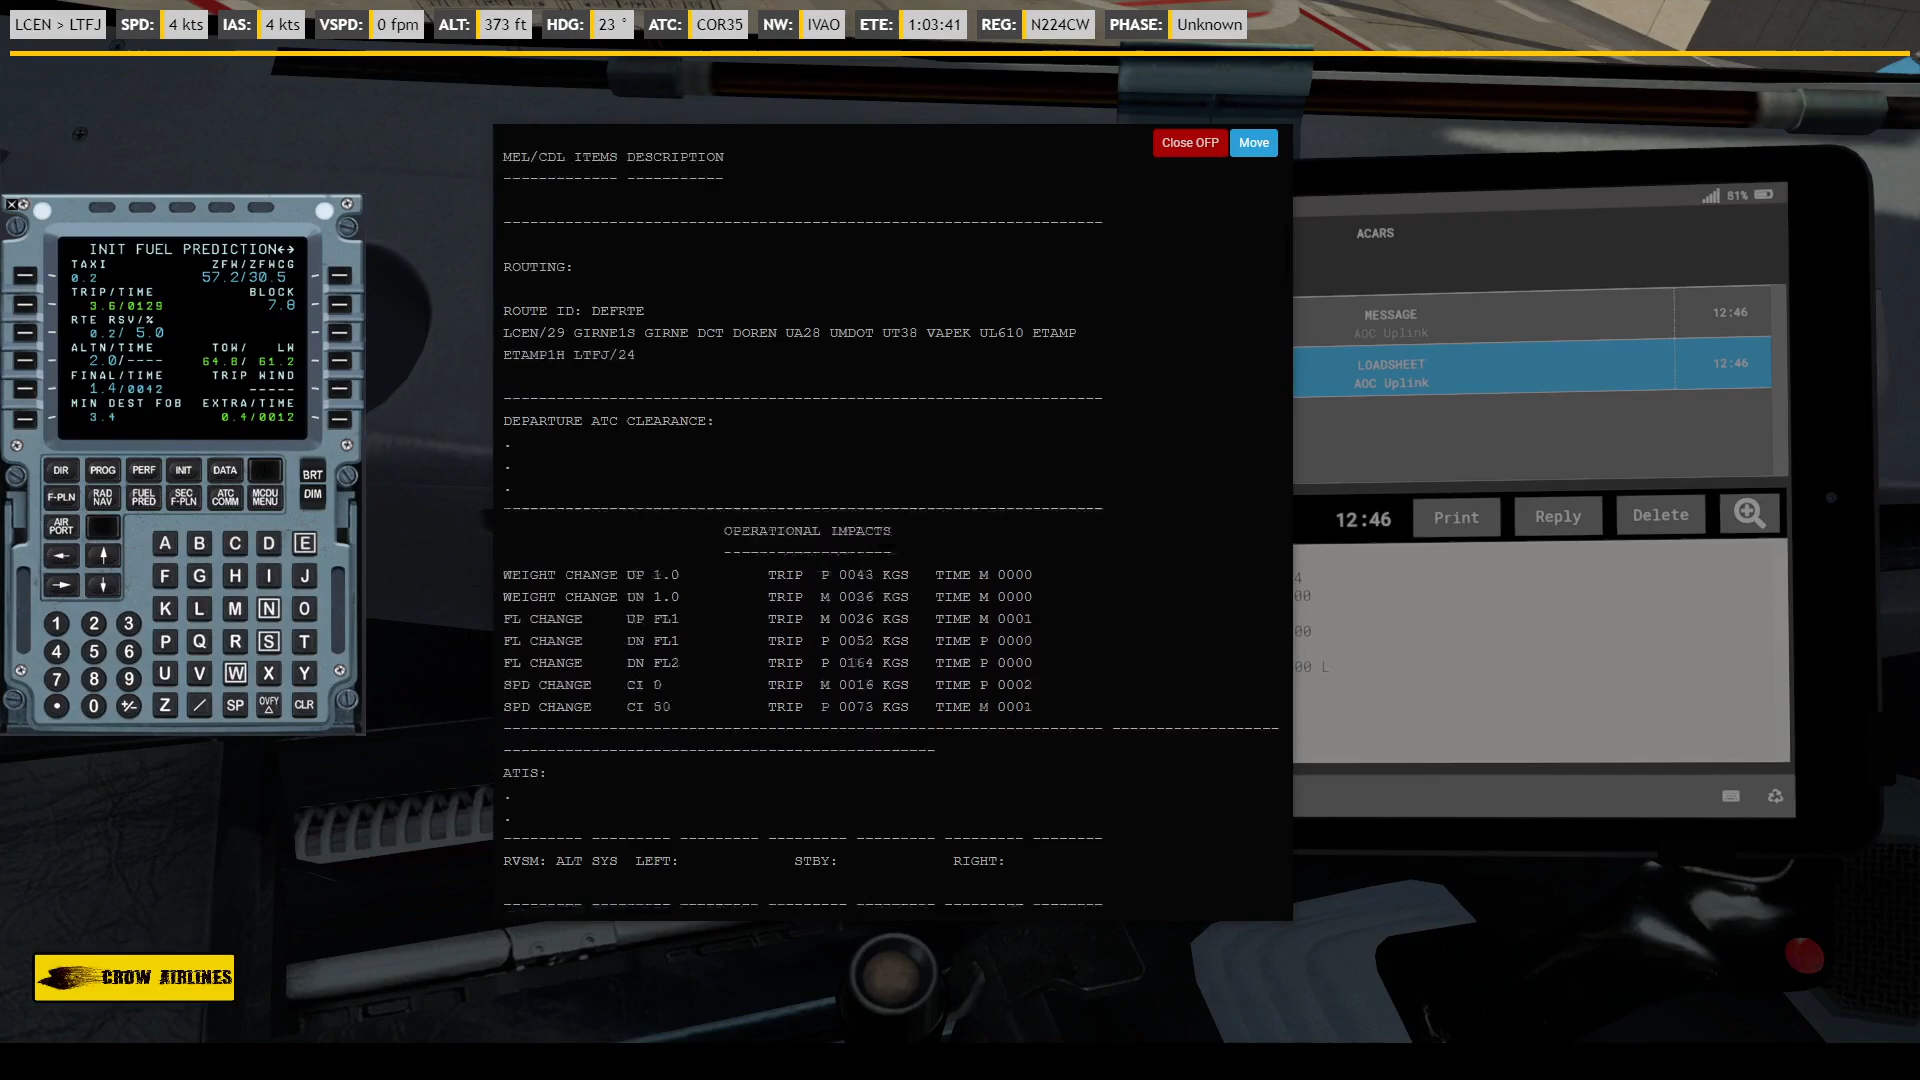 LCEN > LTFJ SPD: 4 kts IAS: 4 kts VSPD: 0 fpm ALT: 373 ft HDG: 23 ° ATC: COR35 NW: IVAO ETE: 1:03:41 REG: N224CW PHASE: Unknown
Close OFP Move
MEL/CDL ITEMS DESCRIPTION
------------- -----------
ROUTING:
ROUTE ID: DEFRTE
LCEN/29 GIRNE1S GIRNE DCT DOREN UA28 UMDOT UT38 VAPEK UL610 ETAMP
ETAMP1H LTFJ/24
DEPARTURE ATC CLEARANCE:
.
.
.
OPERATIONAL IMPACTS
-------------------
WEIGHT CHANGE UP 1.0 TRIP P 0043 KGS TIME M 0000
WEIGHT CHANGE DN 1.0 TRIP M 0036 KGS TIME M 0000
FL CHANGE UP FL1 TRIP M 0026 KGS TIME M 0001
FL CHANGE DN FL1 TRIP P 0052 KGS TIME P 0000
FL CHANGE DN FL2 TRIP P 0164 KGS TIME P 0000
SPD CHANGE CI 0 TRIP M 0016 KGS TIME P 0002
SPD CHANGE CI TRIP P 0073 KGS TIME M 0001
ATIS:
.
.
RVSM: ALT SYS LEFT: STBY: RIGHT:
INIT FUEL PREDICTION↔
TAXI ZFW/ZFWCG
0.2 57.2/30.5
TRIP/TIME BLOCK
3.6/0129 7.8
RTE RSV/%
0.2/ 5.0
ALTN/TIME TOW/ LW
2.0/---- 64.8/ 61.2
FINAL/TIME TRIP WIND
1.4/0042 -----
MIN DEST FOB EXTRA/TIME
3.4 0.4/0012
DIR PROG PERF INIT DATA BRT
F-PLN RAD NAV FUEL PRED SEC F-PLN ATC COMM MCDU MENU DIM
AIR PORT
← ↑
→ ↓
A B C D E
F G H I J
K L M N O
P Q R S T
U V W X Y
Z / SP OVFY △ CLR
1 2 3
4 5 6
7 8 9
. 0 +/-
81%
ACARS
MESSAGE 12:46
AOC Uplink
LOADSHEET 12:46
AOC Uplink
12:46 Print Reply Delete
4
00
00
00 L
CROW AIRLINES